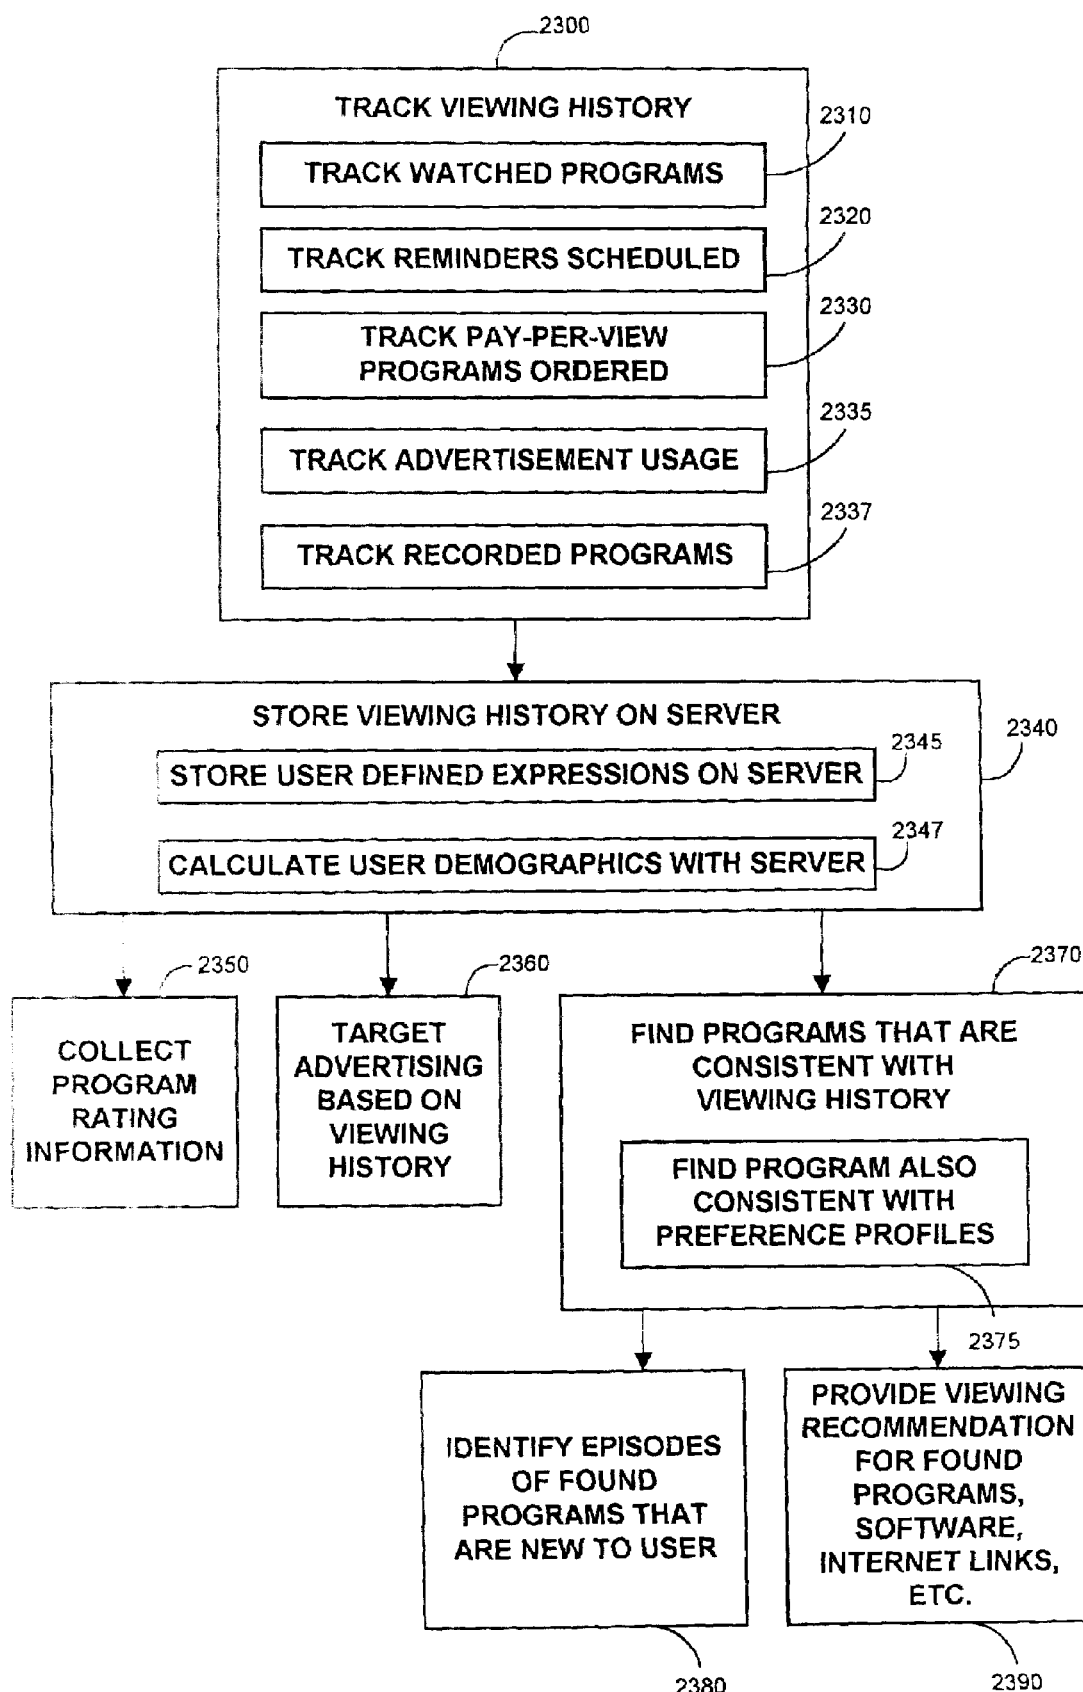 2300
TRACK VIEWING HISTORY
2310
TRACK WATCHED PROGRAMS
2320
TRACK REMINDERS SCHEDULED
2330
TRACK PAY-PER-VIEW
PROGRAMS ORDERED
2335
TRACK ADVERTISEMENT USAGE
2337
TRACK RECORDED PROGRAMS
STORE VIEWING HISTORY ON SERVER
2340
2345
STORE USER DEFINED EXPRESSIONS ON SERVER
2347
CALCULATE USER DEMOGRAPHICS WITH SERVER
2350
COLLECT
PROGRAM
RATING
INFORMATION
2360
TARGET
ADVERTISING
BASED ON
VIEWING
HISTORY
2370
FIND PROGRAMS THAT ARE
CONSISTENT WITH
VIEWING HISTORY
FIND PROGRAM ALSO
CONSISTENT WITH
PREFERENCE PROFILES
2375
IDENTIFY EPISODES
OF FOUND
PROGRAMS THAT
ARE NEW TO USER
2380
PROVIDE VIEWING
RECOMMENDATION
FOR FOUND
PROGRAMS,
SOFTWARE,
INTERNET LINKS,
ETC.
2390